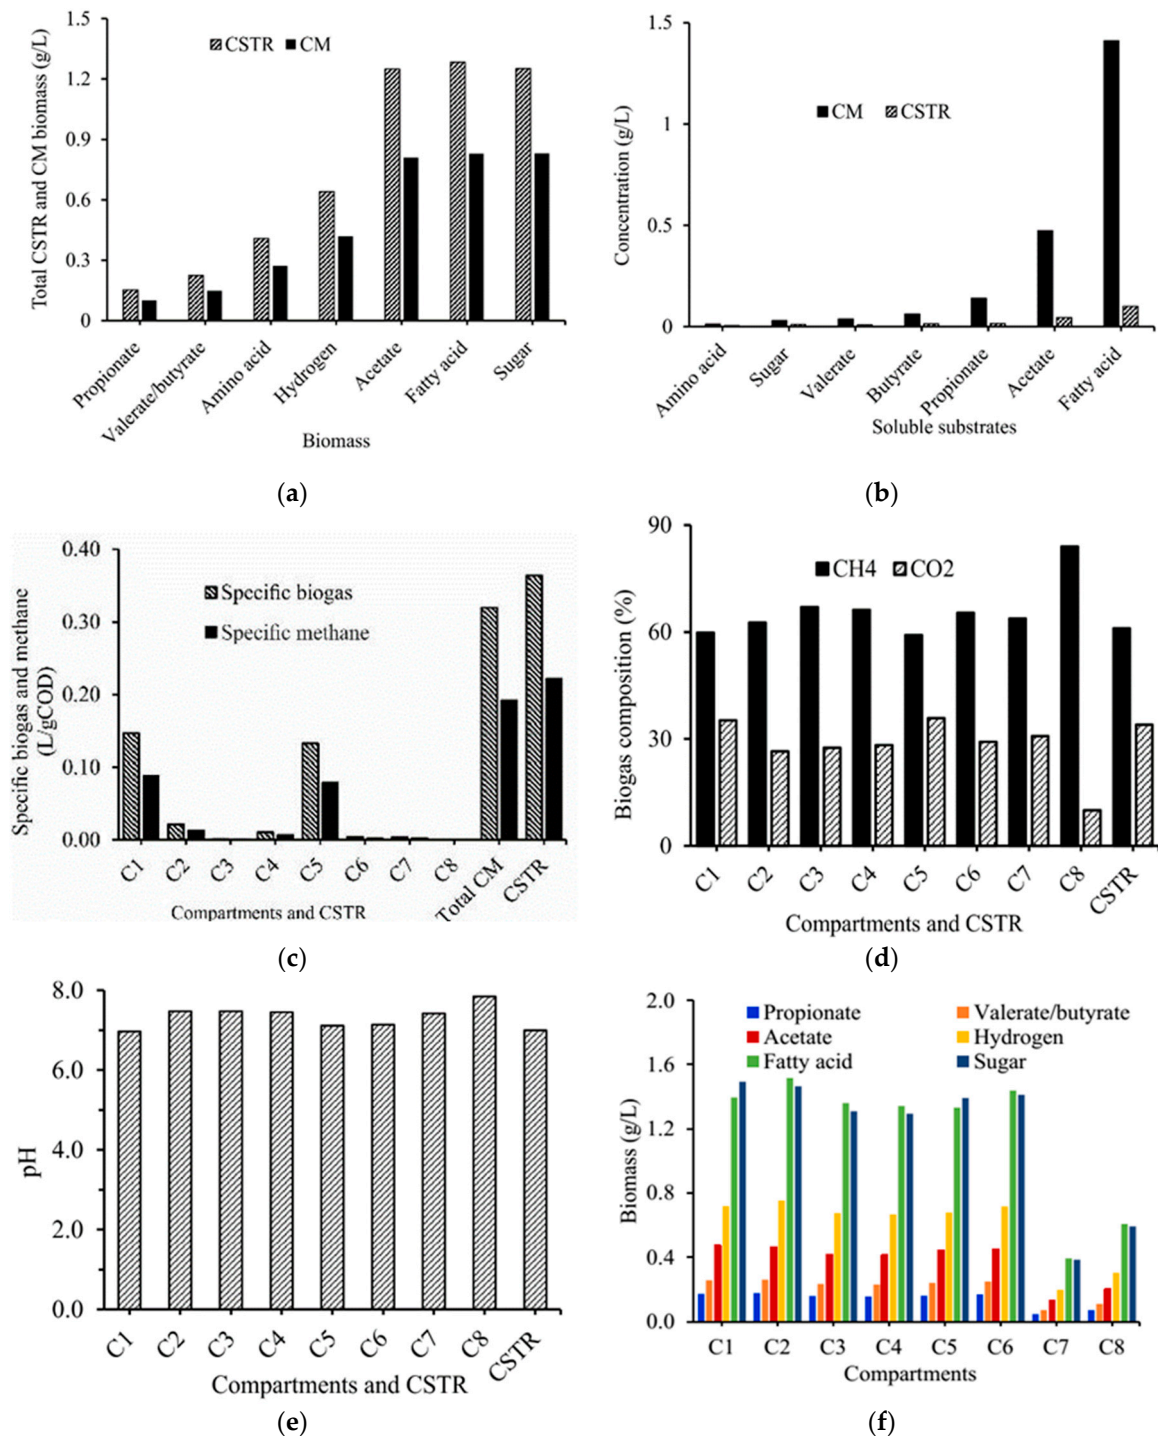 Total CSTR and CM biomass (g/L)
1.5
1.2
0.9
0.6
0.3
0
CSTR CM
Propionate
Valerate/butyrate
Amino acid
Hydrogen
Acetate
Fatty acid
Sugar
Biomass
(a)
Concentration (g/L)
1.5
1
0.5
0
CM CSTR
Amino acid
Sugar
Valerate
Butyrate
Propionate
Acetate
Fatty acid
Soluble substrates
(b)
Specific biogas and methane
(L/gCOD)
0.40
0.30
0.20
0.10
0.00
Specific biogas
Specific methane
C1
C2
C3
C4
C5
C6
C7
C8
Total CM
CSTR
Compartments and CSTR
(c)
Biogas composition (%)
90
60
30
0
CH4 CO2
C1
C2
C3
C4
C5
C6
C7
C8
CSTR
Compartments and CSTR
(d)
pH
8.0
6.0
4.0
2.0
0.0
C1
C2
C3
C4
C5
C6
C7
C8
CSTR
Compartments and CSTR
(e)
Biomass (g/L)
2.0
1.6
1.2
0.8
0.4
0.0
Propionate Valerate/butyrate
Acetate Hydrogen
Fatty acid Sugar
C1 C2 C3 C4 C5 C6 C7 C8
Compartments
(f)